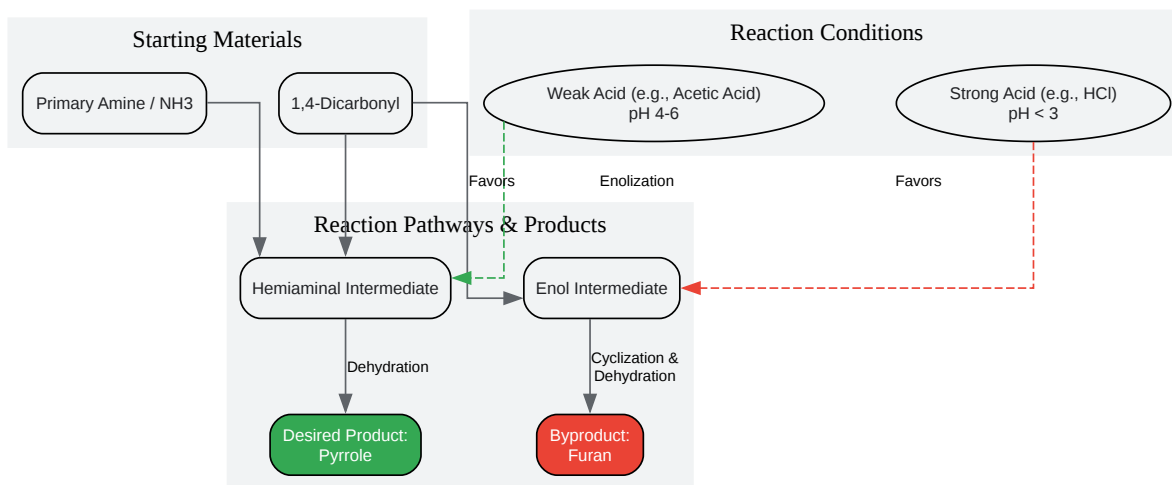 Starting Materials
Reaction Conditions
Primary Amine / NH3
1,4-Dicarbonyl
Weak Acid (e.g., Acetic Acid)
pH 4-6
Strong Acid (e.g., HCl)
pH < 3
Favors
Enolization
Favors
Reaction Pathways & Products
Hemiaminal Intermediate
Enol Intermediate
Dehydration
Cyclization &
Dehydration
Desired Product:
Pyrrole
Byproduct:
Furan